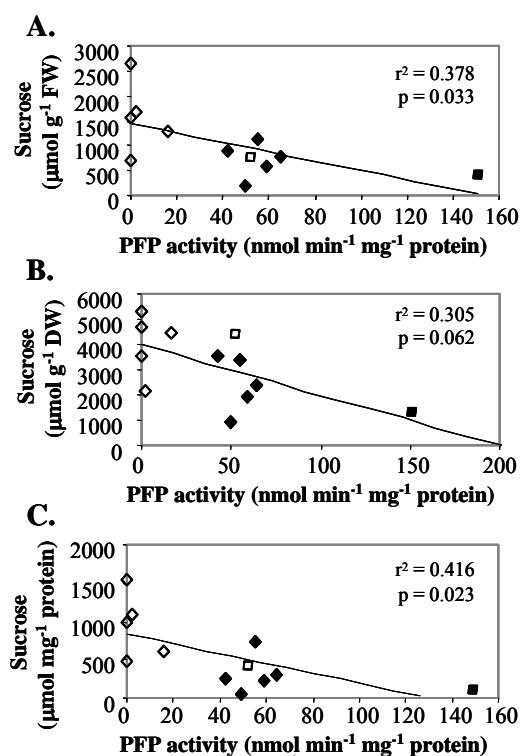 A.
Sucrose
(μmol g⁻¹ FW)
3000
2500
2000
1500
1000
500
0
r² = 0.378
p = 0.033
0 20 40 60 80 100 120 140 160
PFP activity (nmol min⁻¹ mg⁻¹ protein)
B.
Sucrose
(μmol g⁻¹ DW)
6000
5000
4000
3000
2000
1000
0
r² = 0.305
p = 0.062
0 50 100 150 200
PFP activity (nmol min⁻¹ mg⁻¹ protein)
C.
Sucrose
(μmol mg⁻¹ protein)
2000
1500
1000
500
0
r² = 0.416
p = 0.023
0 20 40 60 80 100 120 140 160
PFP activity (nmol min⁻¹ mg⁻¹ protein)